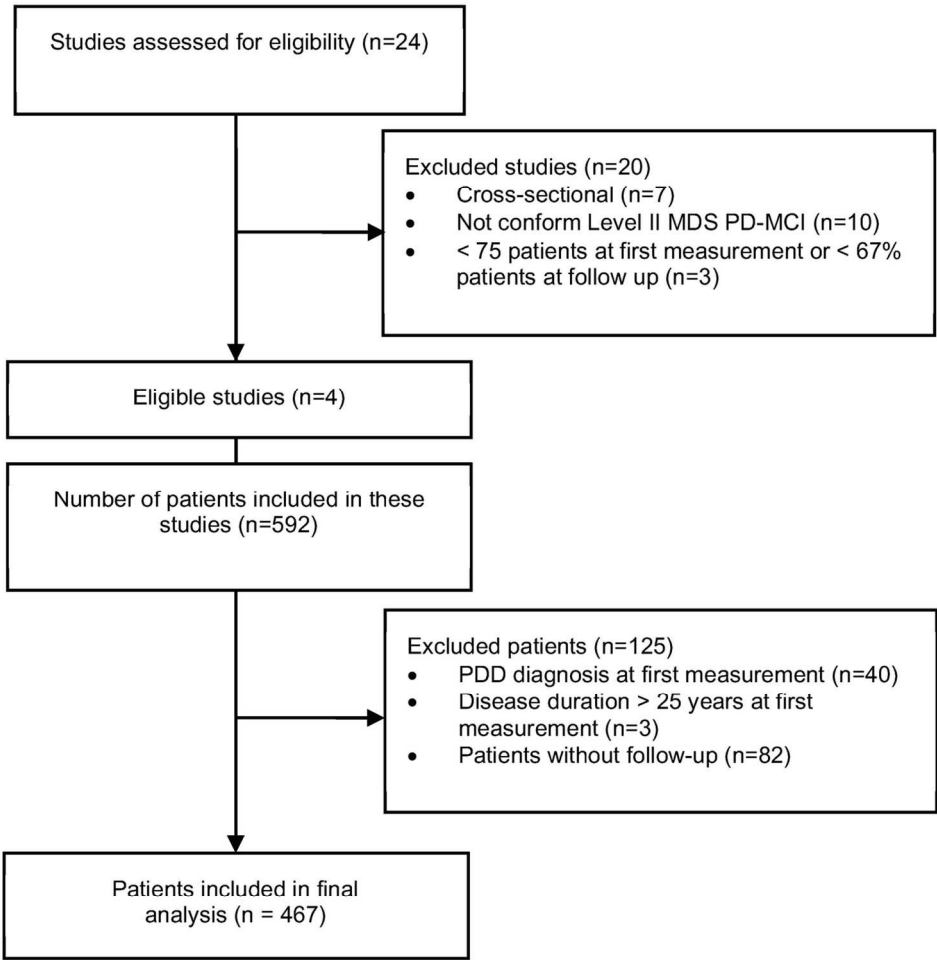 Studies assessed for eligibility (n=24)
Excluded studies (n=20)
• Cross-sectional (n=7)
• Not conform Level II MDS PD-MCI (n=10)
• < 75 patients at first measurement or < 67%
patients at follow up (n=3)
Eligible studies (n=4)
Number of patients included in these
studies (n=592)
Excluded patients (n=125)
• PDD diagnosis at first measurement (n=40)
• Disease duration > 25 years at first
measurement (n=3)
• Patients without follow-up (n=82)
Patients included in final
analysis (n = 467)